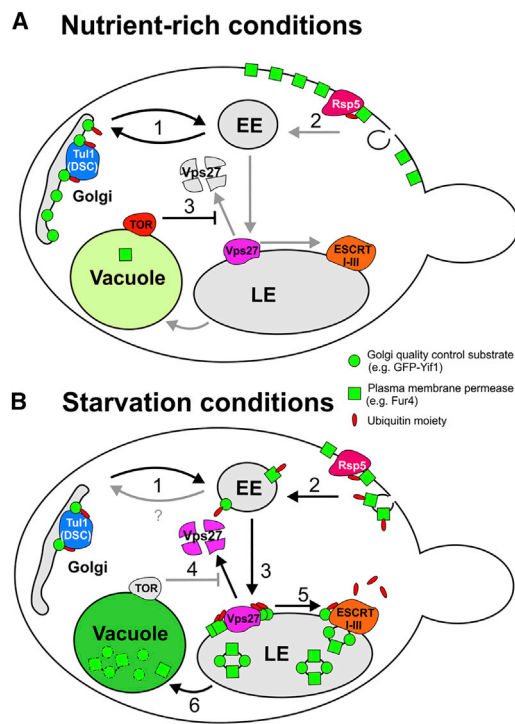 A
Nutrient-rich conditions
Rsp5
1
EE
2
Tul1
(DSC)
Golgi
Vps27
3
TOR
Vps27
ESCRT
I-III
Vacuole
LE
Golgi quality control substrate
(e.g. GFP-Yif1)
Plasma membrane permease
(e.g. Fur4)
Ubiquitin moiety
B
Starvation conditions
Rsp5
1
EE
2
?
Tul1
(DSC)
Golgi
Vps27
4
3
TOR
5
Vps27
ESCRT
I-III
Vacuole
LE
6